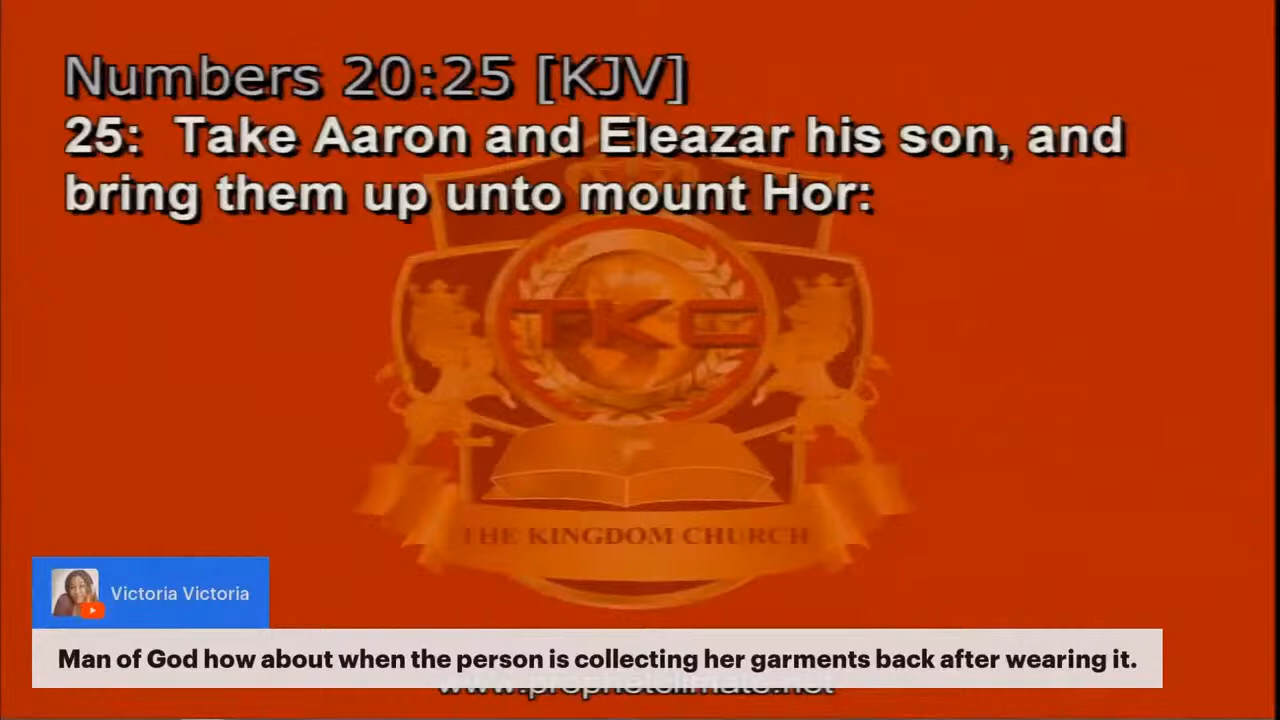 Numbers 20:25 [KJV]
25: Take Aaron and Eleazar his son, and
bring them up unto mount Hor:
TKC
THE KINGDOM CHURCH
Victoria Victoria
Man of God how about when the person is collecting her garments back after wearing it.